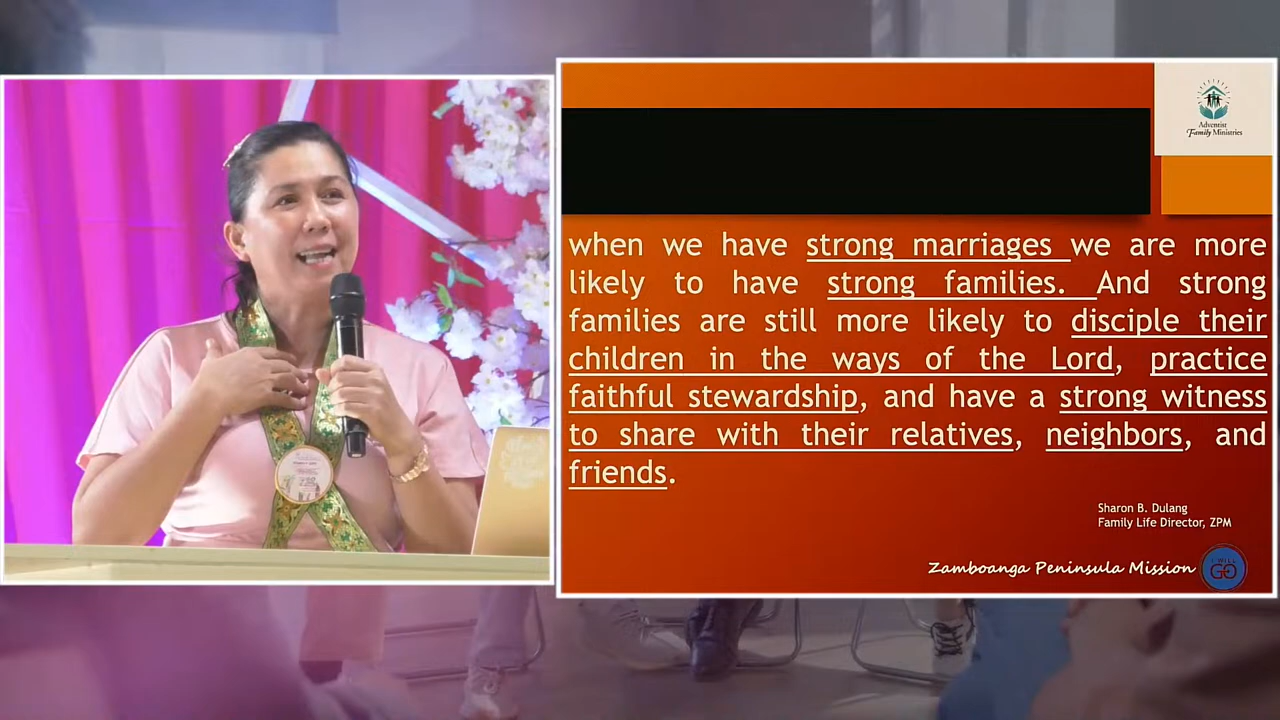 Adventist
Family Ministries
when we have strong marriages we are more
likely to have strong families. And strong
families are still more likely to disciple their
children in the ways of the Lord, practice
faithful stewardship, and have a strong witness
to share with their relatives, neighbors, and
friends.
Sharon B. Dulang
Family Life Director, ZPM
Zamboanga Peninsula Mission
I WILL
GO